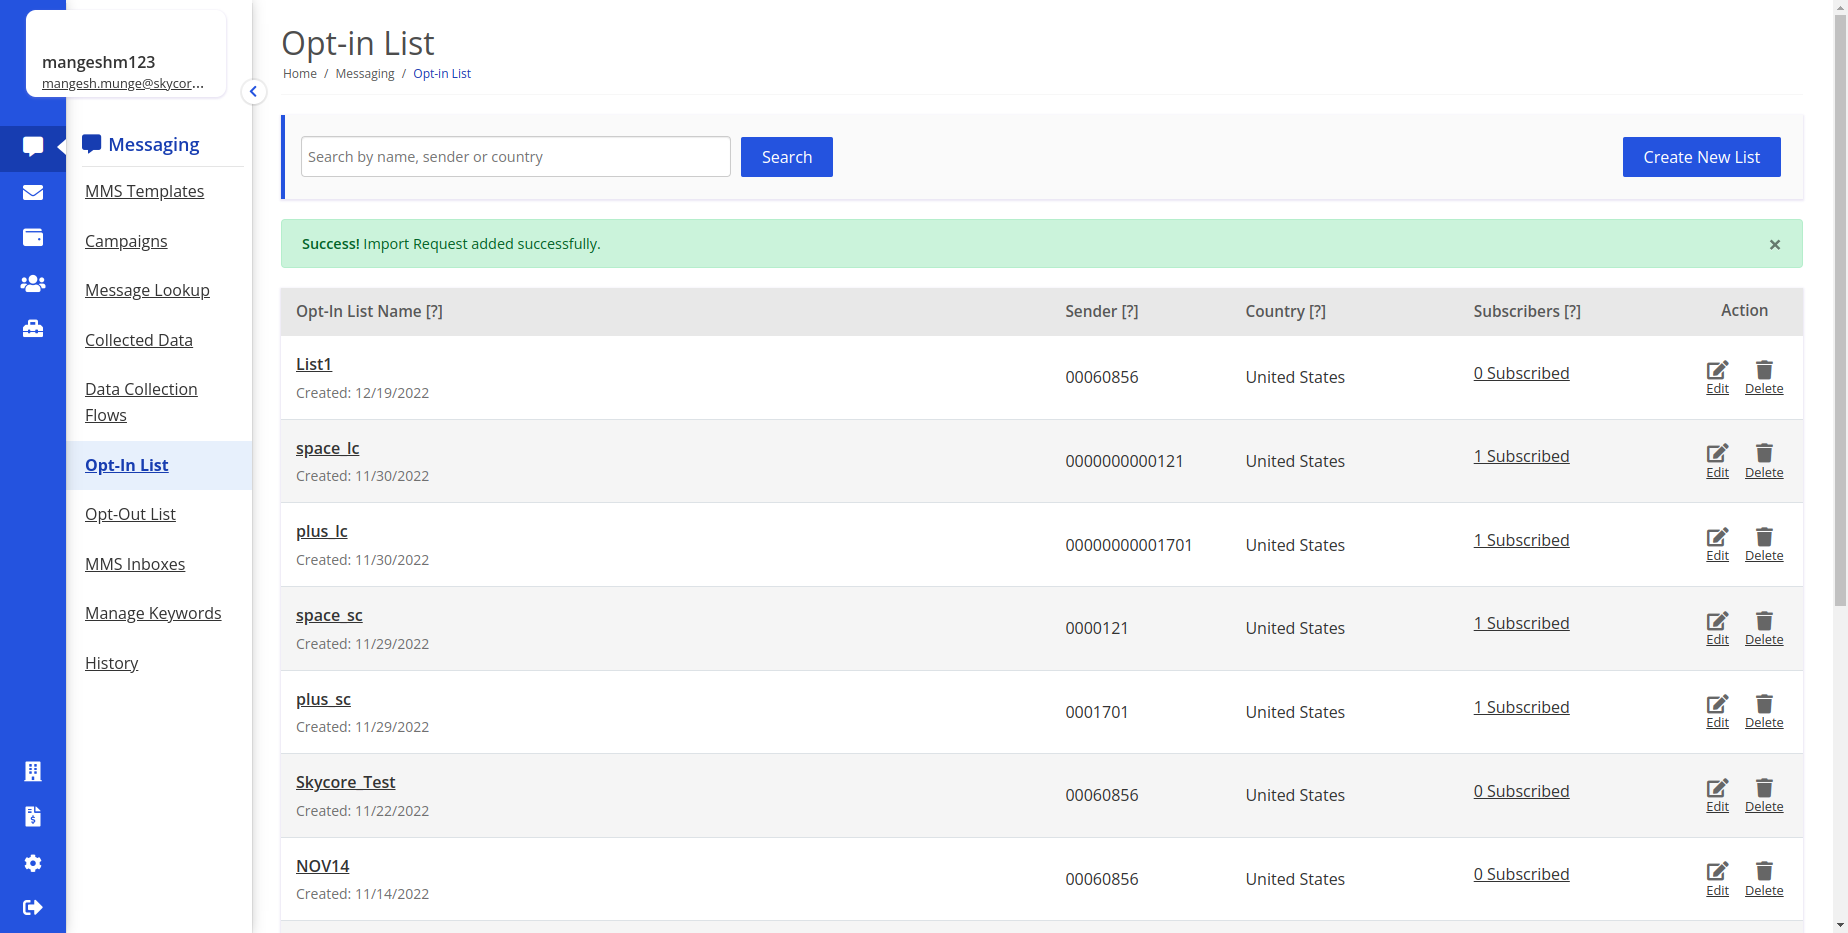 mangeshm123
mangesh.munge@skycor...
Messaging
MMS Templates
Campaigns
Message Lookup
Collected Data
Data Collection
Flows
Opt-In List
Opt-Out List
MMS Inboxes
Manage Keywords
History
Opt-in List
Home / Messaging / Opt-in List
Search by name, sender or country
Search
Create New List
Success! Import Request added successfully.
×
Opt-In List Name [?] Sender [?] Country [?] Subscribers [?] Action
List1
Created: 12/19/2022
00060856 United States 0 Subscribed Edit Delete
space_lc
Created: 11/30/2022
0000000000121 United States 1 Subscribed Edit Delete
plus_lc
Created: 11/30/2022
00000000001701 United States 1 Subscribed Edit Delete
space_sc
Created: 11/29/2022
0000121 United States 1 Subscribed Edit Delete
plus_sc
Created: 11/29/2022
0001701 United States 1 Subscribed Edit Delete
Skycore_Test
Created: 11/22/2022
00060856 United States 0 Subscribed Edit Delete
NOV14
Created: 11/14/2022
00060856 United States 0 Subscribed Edit Delete